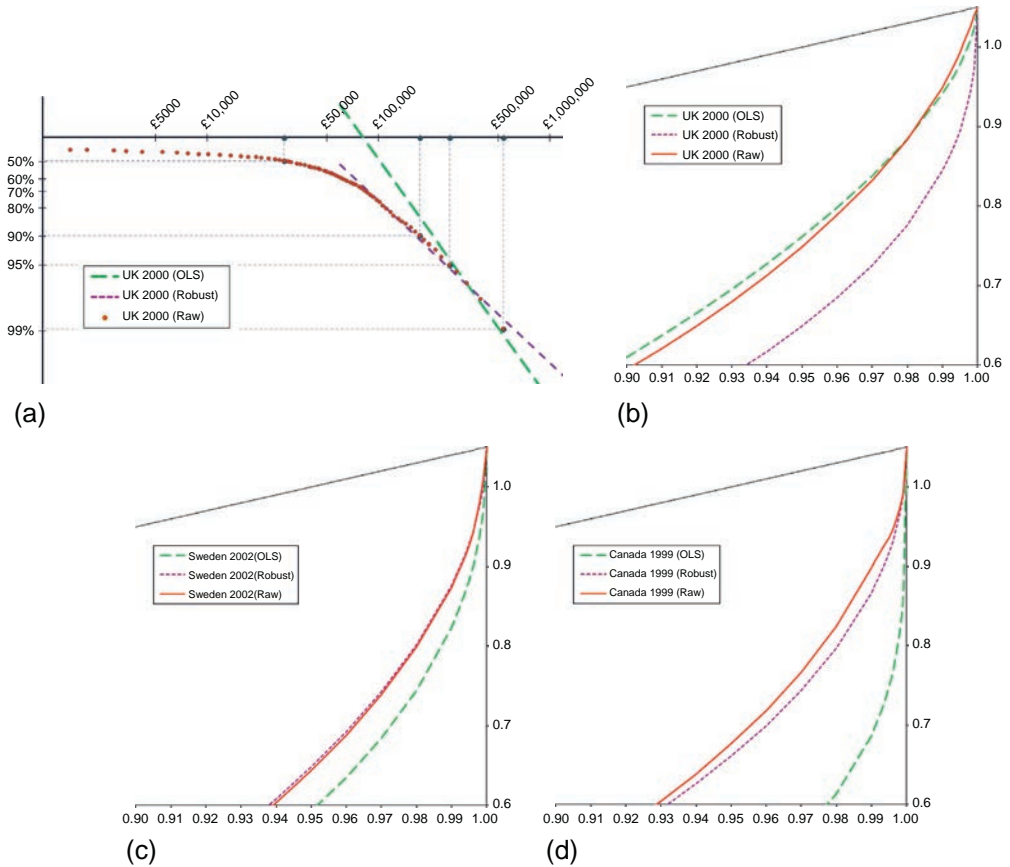 £5000
£10,000
£50,000
£100,000
£500,000
£1,000,000
50%
60%
70%
80%
90%
95%
99%
UK 2000 (OLS)
UK 2000 (Robust)
UK 2000 (Raw)
(a)
1.0
0.9
0.8
0.7
0.6
UK 2000 (OLS)
UK 2000 (Robust)
UK 2000 (Raw)
0.90 0.91 0.92 0.93 0.94 0.95 0.96 0.97 0.98 0.99 1.00
(b)
1.0
0.9
0.8
0.7
0.6
Sweden 2002(OLS)
Sweden 2002(Robust)
Sweden 2002(Raw)
0.90 0.91 0.92 0.93 0.94 0.95 0.96 0.97 0.98 0.99 1.00
(c)
1.0
0.9
0.8
0.7
0.6
Canada 1999 (OLS)
Canada 1999 (Robust)
Canada 1999 (Raw)
0.90 0.91 0.92 0.93 0.94 0.95 0.96 0.97 0.98 0.99 1.00
(d)